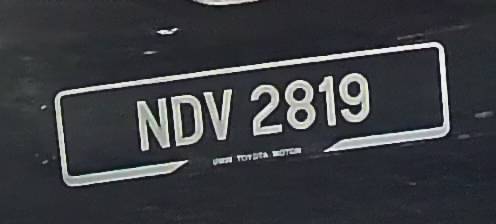 NDV 2819
UMW TOYOTA MOTOR